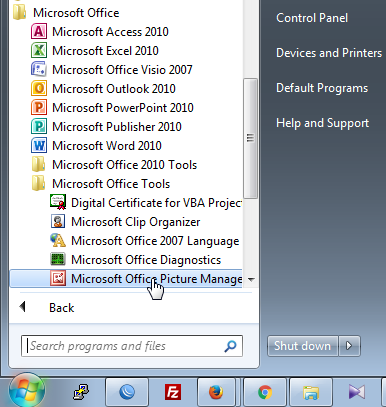 Microsoft Office
Microsoft Access 2010
Microsoft Excel 2010
Microsoft Office Visio 2007
Microsoft Outlook 2010
Microsoft PowerPoint 2010
Microsoft Publisher 2010
Microsoft Word 2010
Microsoft Office 2010 Tools
Microsoft Office Tools
Digital Certificate for VBA Projec
Microsoft Clip Organizer
Microsoft Office 2007 Language
Microsoft Office Diagnostics
Microsoft Office Picture Manage
Back
Search programs and files
Control Panel
Devices and Printers
Default Programs
Help and Support
Shut down
FZ